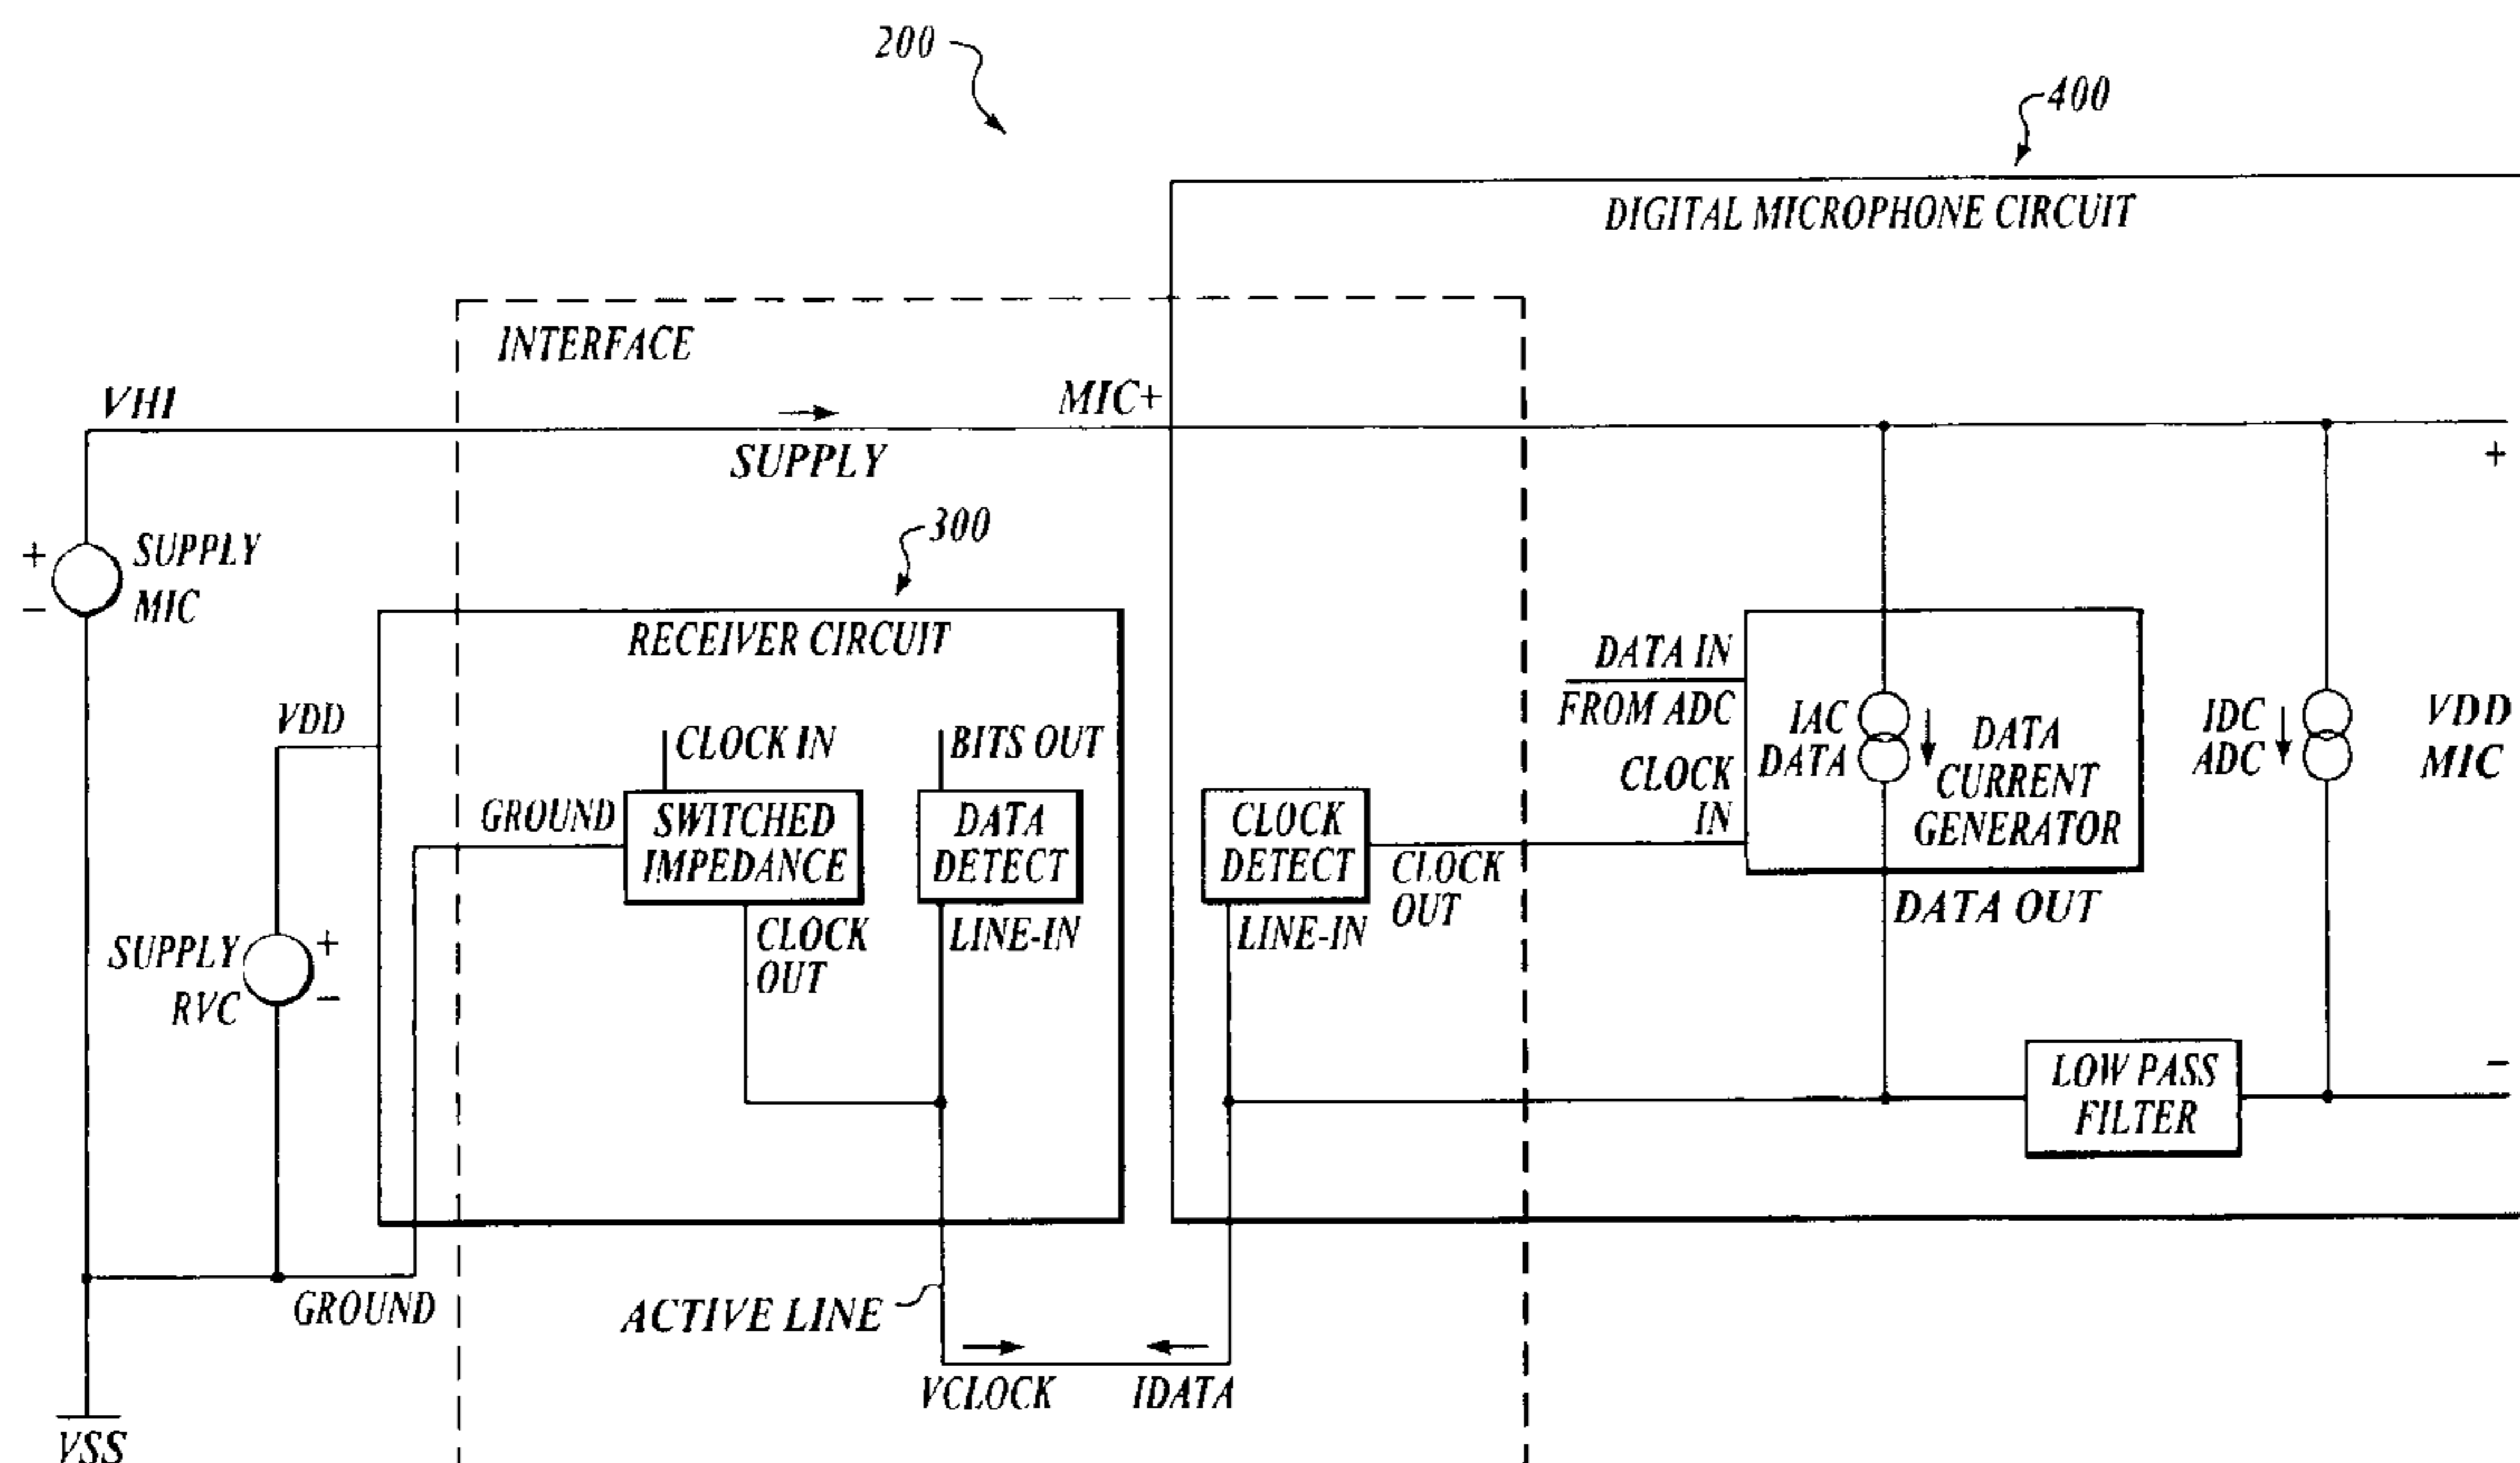 200
400
DIGITAL MICROPHONE CIRCUIT
INTERFACE
VHI
MIC+
SUPPLY
+
+
SUPPLY
MIC
−
300
RECEIVER CIRCUIT
VDD
CLOCK IN
BITS OUT
GROUND
SWITCHED
IMPEDANCE
DATA
DETECT
CLOCK
OUT
LINE-IN
SUPPLY
RVC
+
−
CLOCK
DETECT
LINE-IN
CLOCK
OUT
DATA IN
FROM ADC
CLOCK
IN
IAC
DATA
DATA
CURRENT
GENERATOR
DATA OUT
IDC
ADC
VDD
MIC
−
LOW PASS
FILTER
GROUND
ACTIVE LINE
VCLOCK
IDATA
VSS